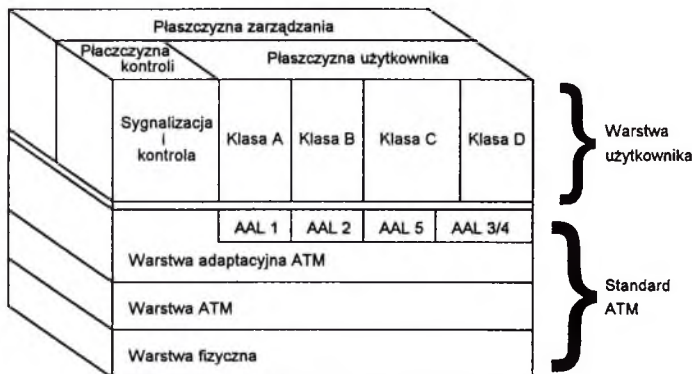 Płaszczyzna zarządzania
Płaczczyzna
kontroli
Płaszczyzna użytkownika
Sygnalizacja
i
kontrola
Klasa A
Klasa B
Klasa C
Klasa D
Warstwa
użytkownika
AAL 1
AAL 2
AAL 5
AAL 3/4
Warstwa adaptacyjna ATM
Warstwa ATM
Warstwa fizyczna
Standard
ATM